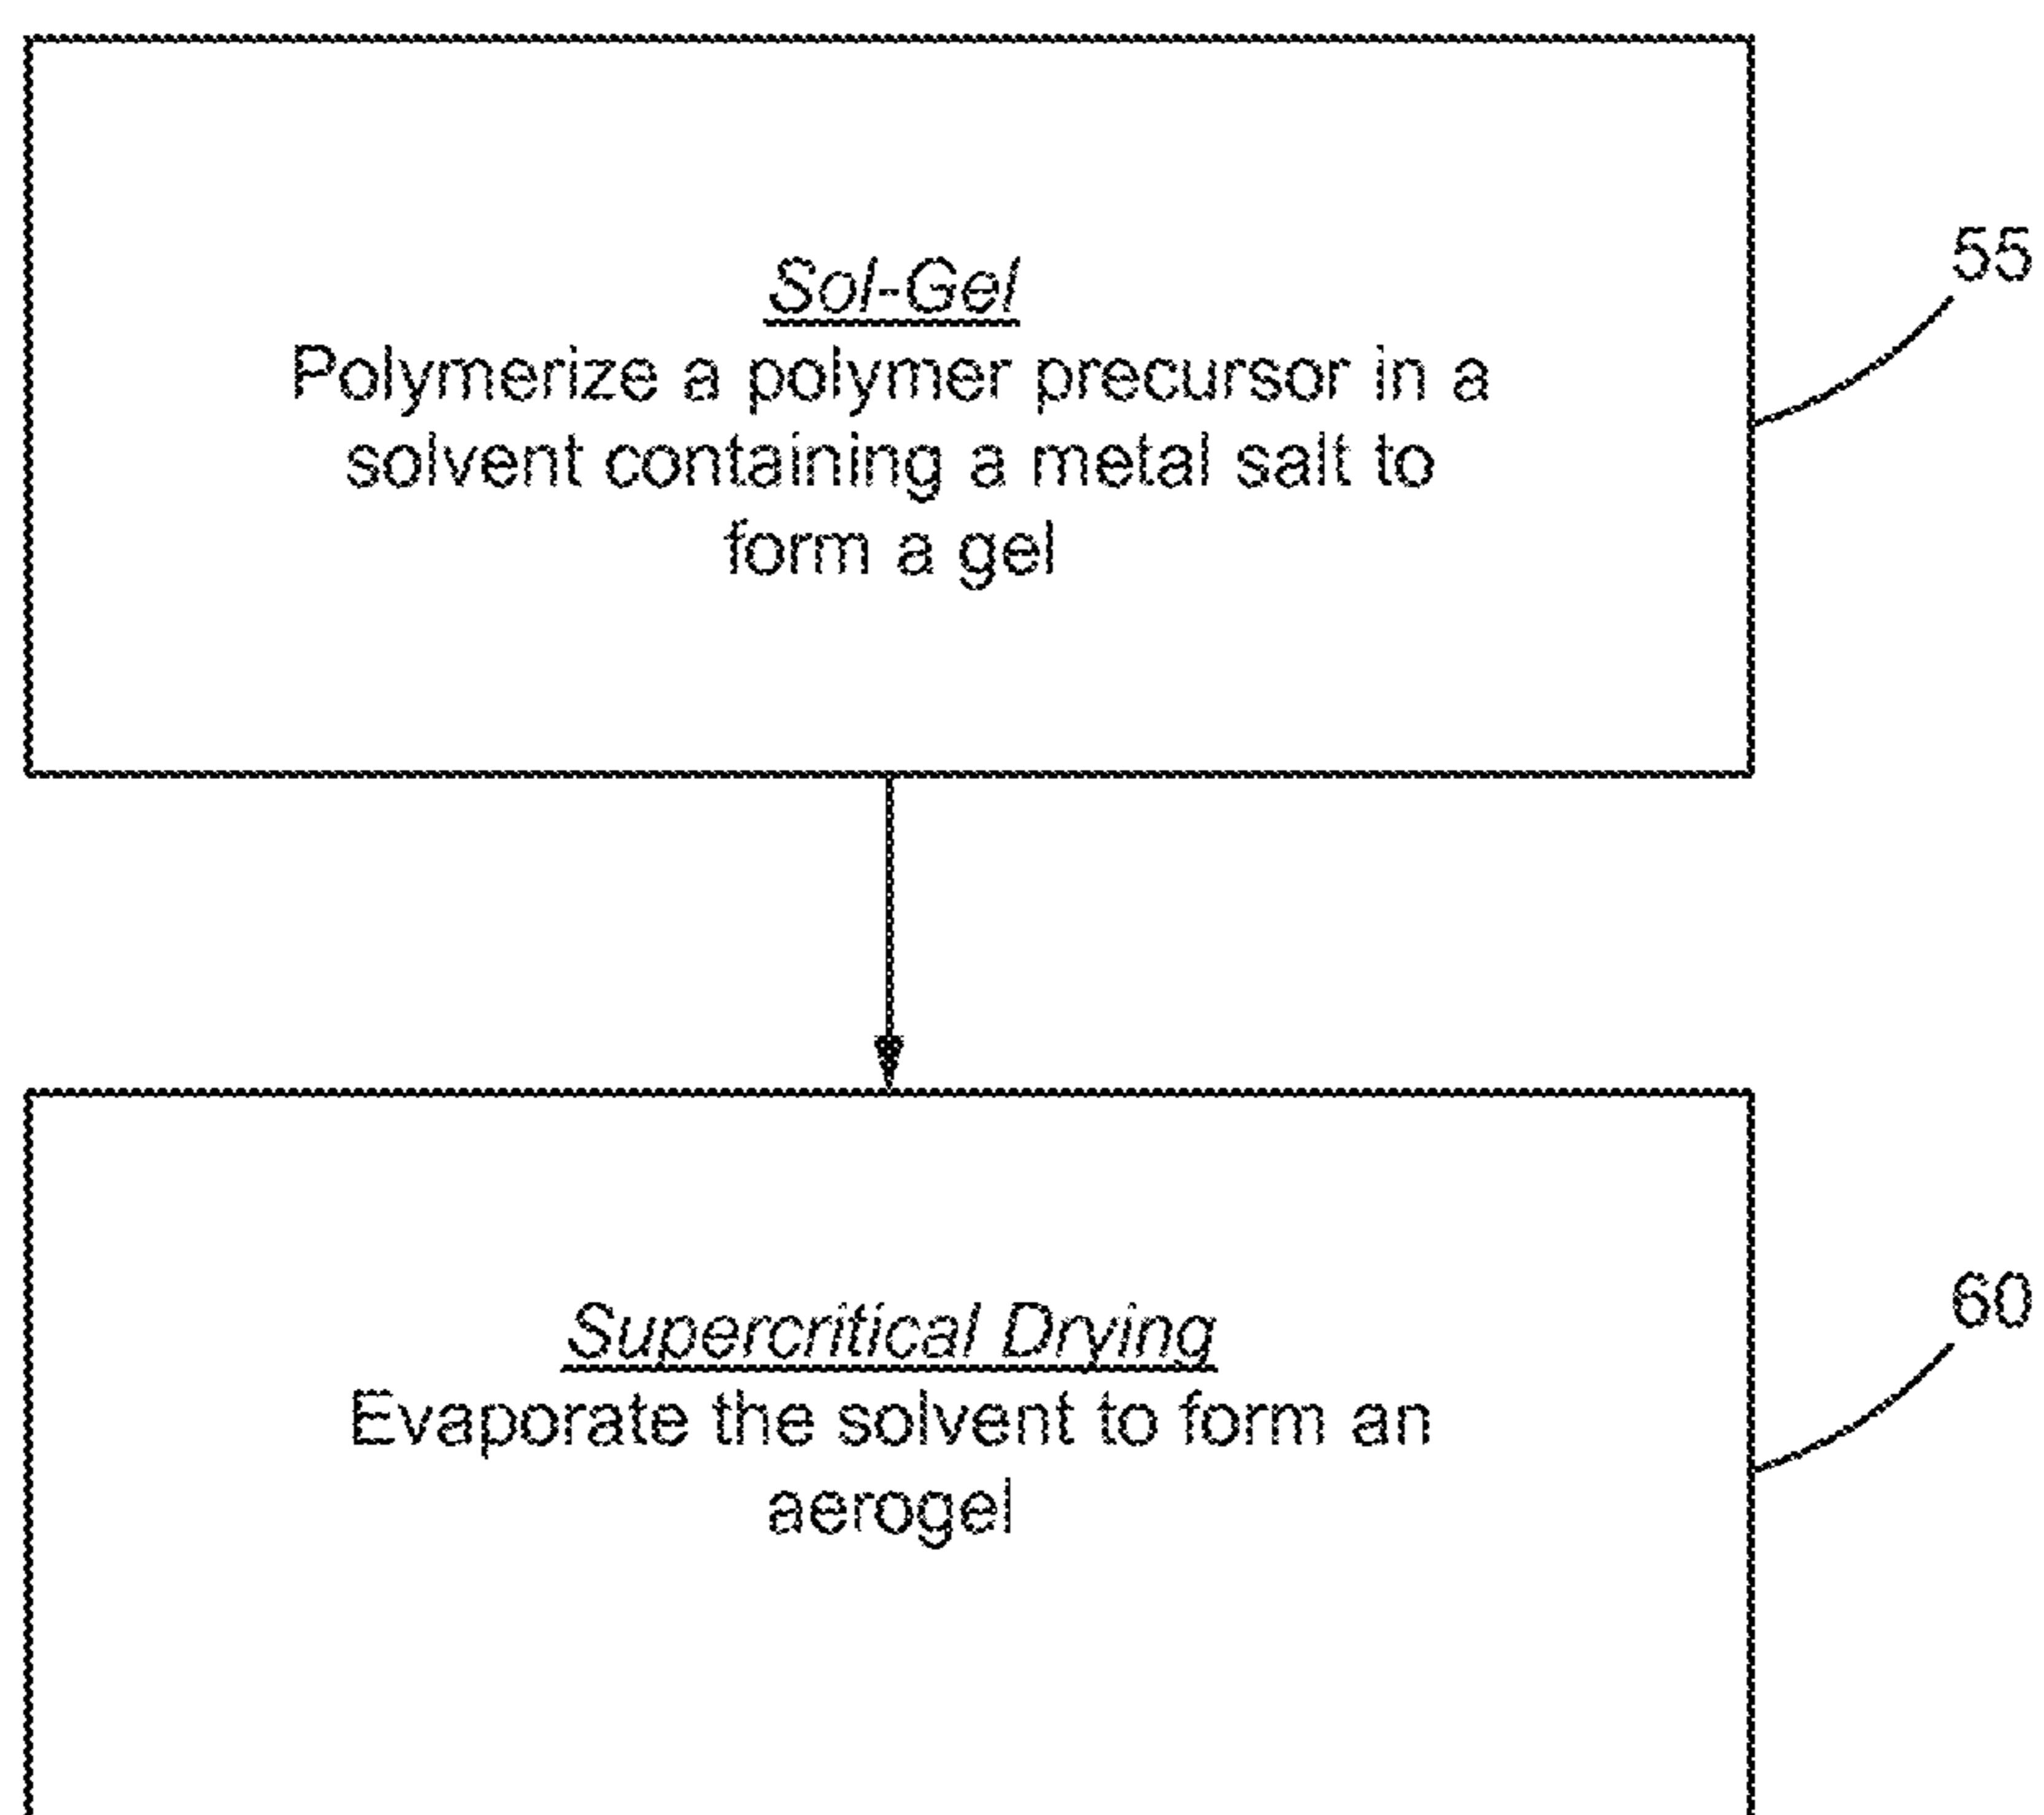 Sol-Gel
Polymerize a polymer precursor in a
solvent containing a metal salt to
form a gel
55
Supercritical Drying
Evaporate the solvent to form an
aerogel
60